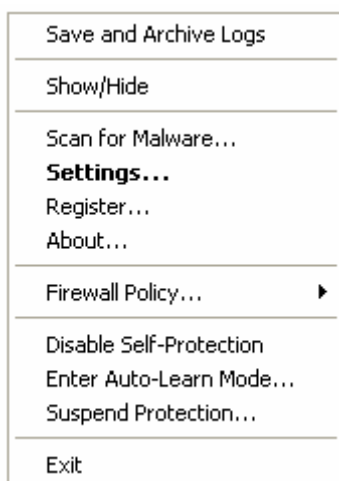 Save and Archive Logs
Show/Hide
Scan for Malware...
Settings...
Register...
About...
Firewall Policy...
Disable Self-Protection
Enter Auto-Learn Mode...
Suspend Protection...
Exit